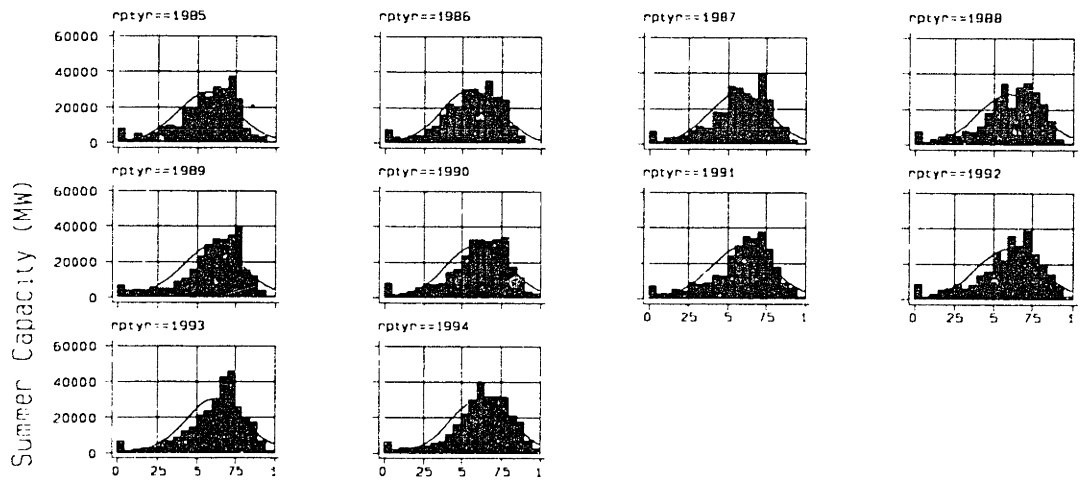 rptyr==1985 rptyr==1986 rptyr==1987 rptyr==1988
60000
40000
20000
0
rptyr==1989 rptyr==1990 rptyr==1991 rptyr==1992
60000
40000
20000
0
0 25 5 75 1 0 25 5 75 1
rptyr==1993 rptyr==1994
60000
40000
20000
0
0 25 5 75 1 0 25 5 75 1
Summer Capacity (MW)